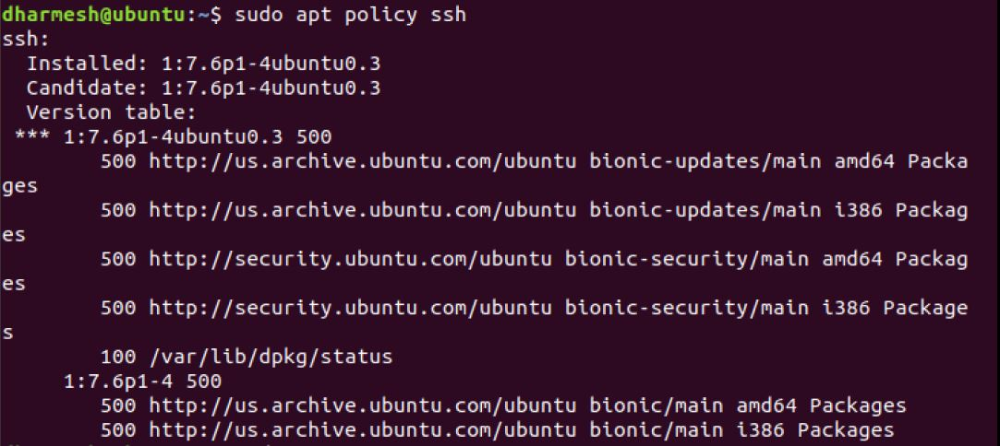 dharmesh@ubuntu:~$ sudo apt policy ssh
ssh:
  Installed: 1:7.6p1-4ubuntu0.3
  Candidate: 1:7.6p1-4ubuntu0.3
  Version table:
 *** 1:7.6p1-4ubuntu0.3 500
        500 http://us.archive.ubuntu.com/ubuntu bionic-updates/main amd64 Packa
ges
        500 http://us.archive.ubuntu.com/ubuntu bionic-updates/main i386 Packag
es
        500 http://security.ubuntu.com/ubuntu bionic-security/main amd64 Packag
es
        500 http://security.ubuntu.com/ubuntu bionic-security/main i386 Package
s
        100 /var/lib/dpkg/status
     1:7.6p1-4 500
        500 http://us.archive.ubuntu.com/ubuntu bionic/main amd64 Packages
        500 http://us.archive.ubuntu.com/ubuntu bionic/main i386 Packages